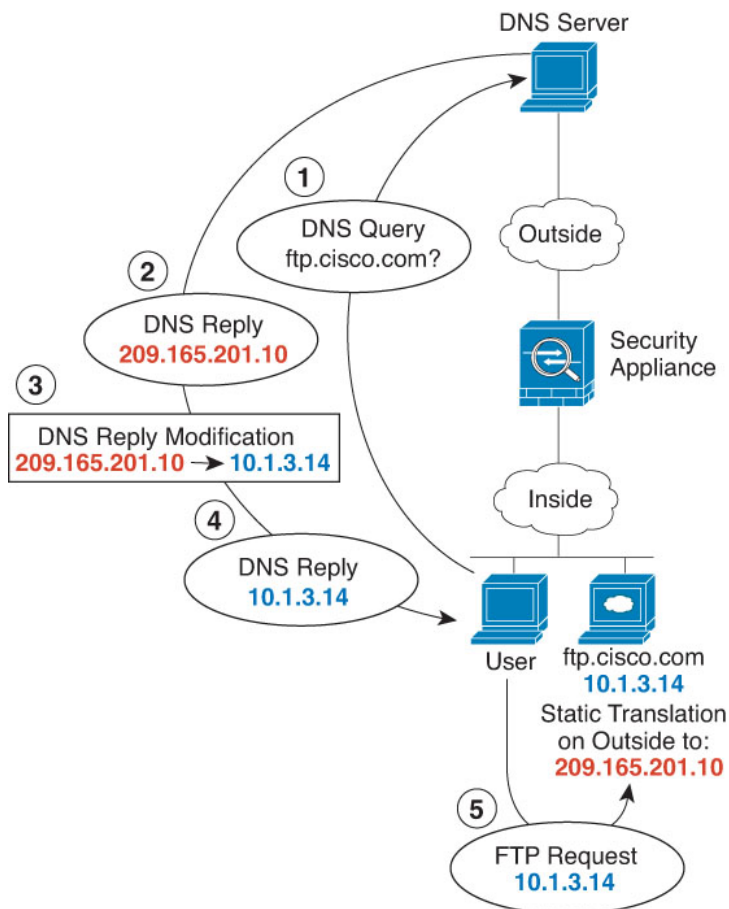 DNS Server
1
DNS Query
ftp.cisco.com?
Outside
2
DNS Reply
209.165.201.10
Security
Appliance
3
DNS Reply Modification
209.165.201.10 → 10.1.3.14
Inside
4
DNS Reply
10.1.3.14
User
ftp.cisco.com
10.1.3.14
Static Translation
on Outside to:
209.165.201.10
5
FTP Request
10.1.3.14